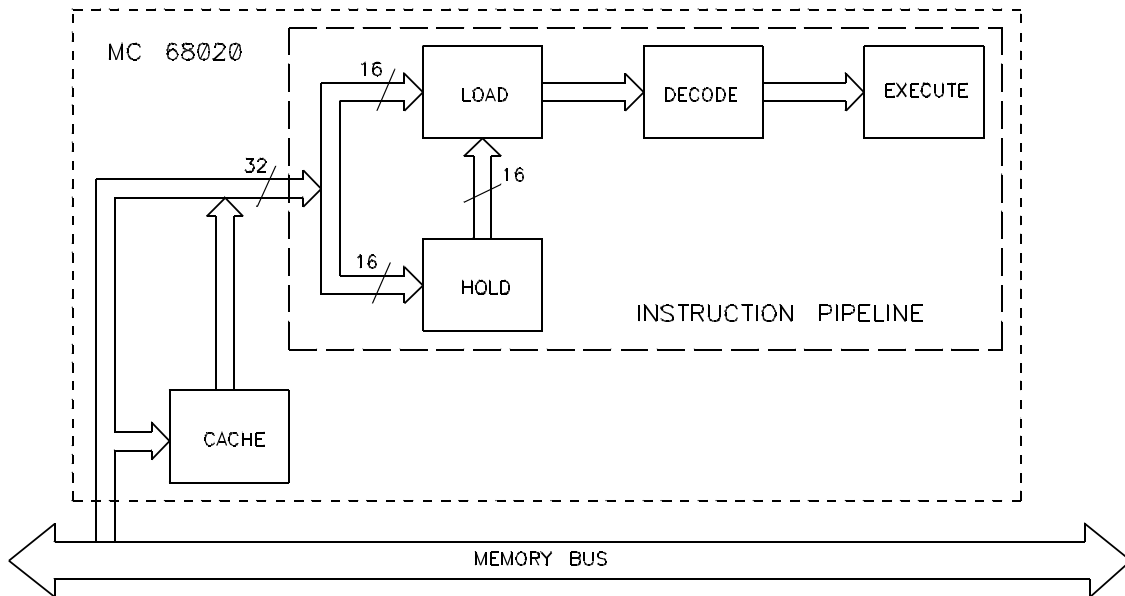 MC 68020
16
LOAD
DECODE
EXECUTE
32
16
16
HOLD
INSTRUCTION PIPELINE
CACHE
MEMORY BUS